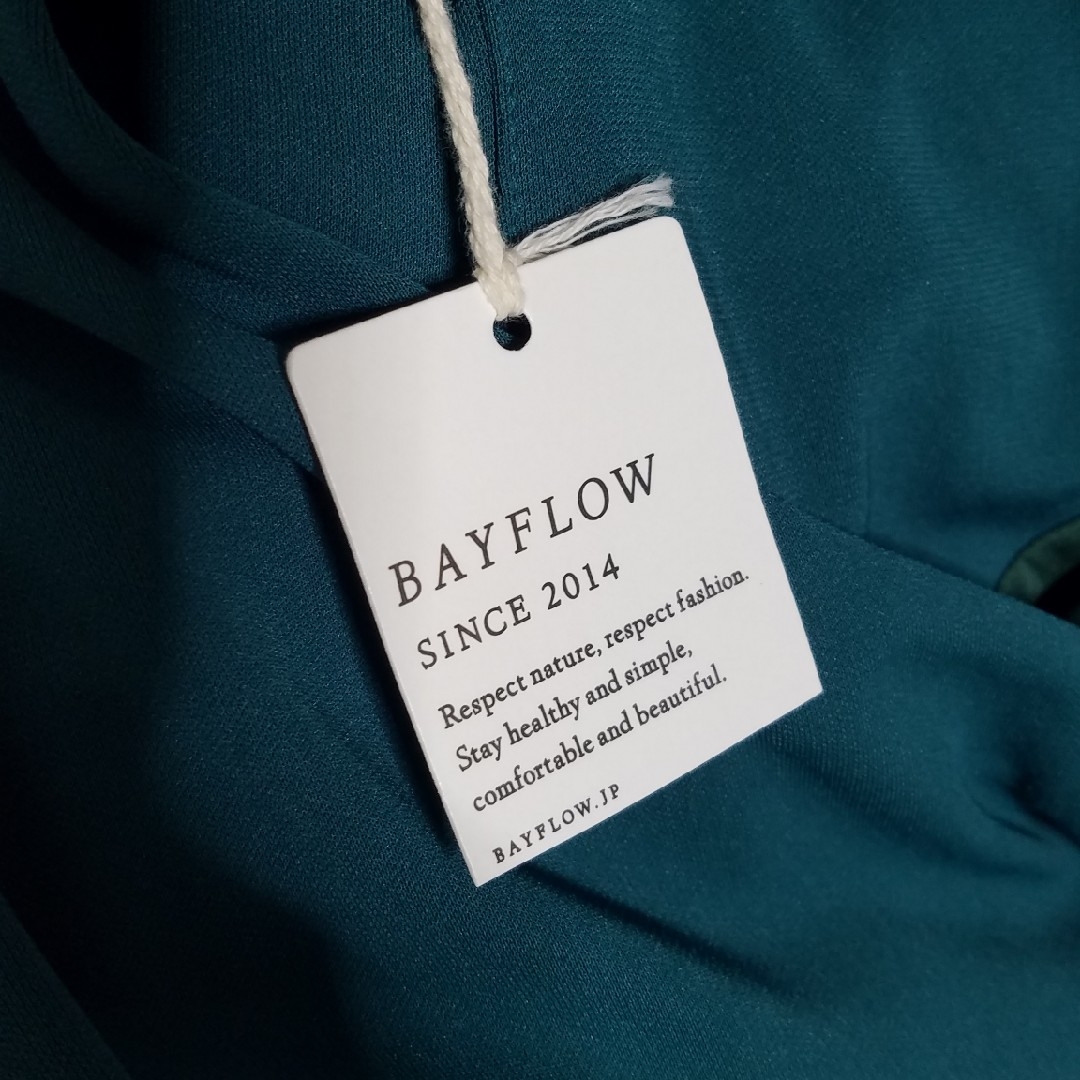 BAYFLOW
SINCE 2014
Respect nature, respect fashion.
Stay healthy and simple,
comfortable and beautiful.
BAYFLOW.JP